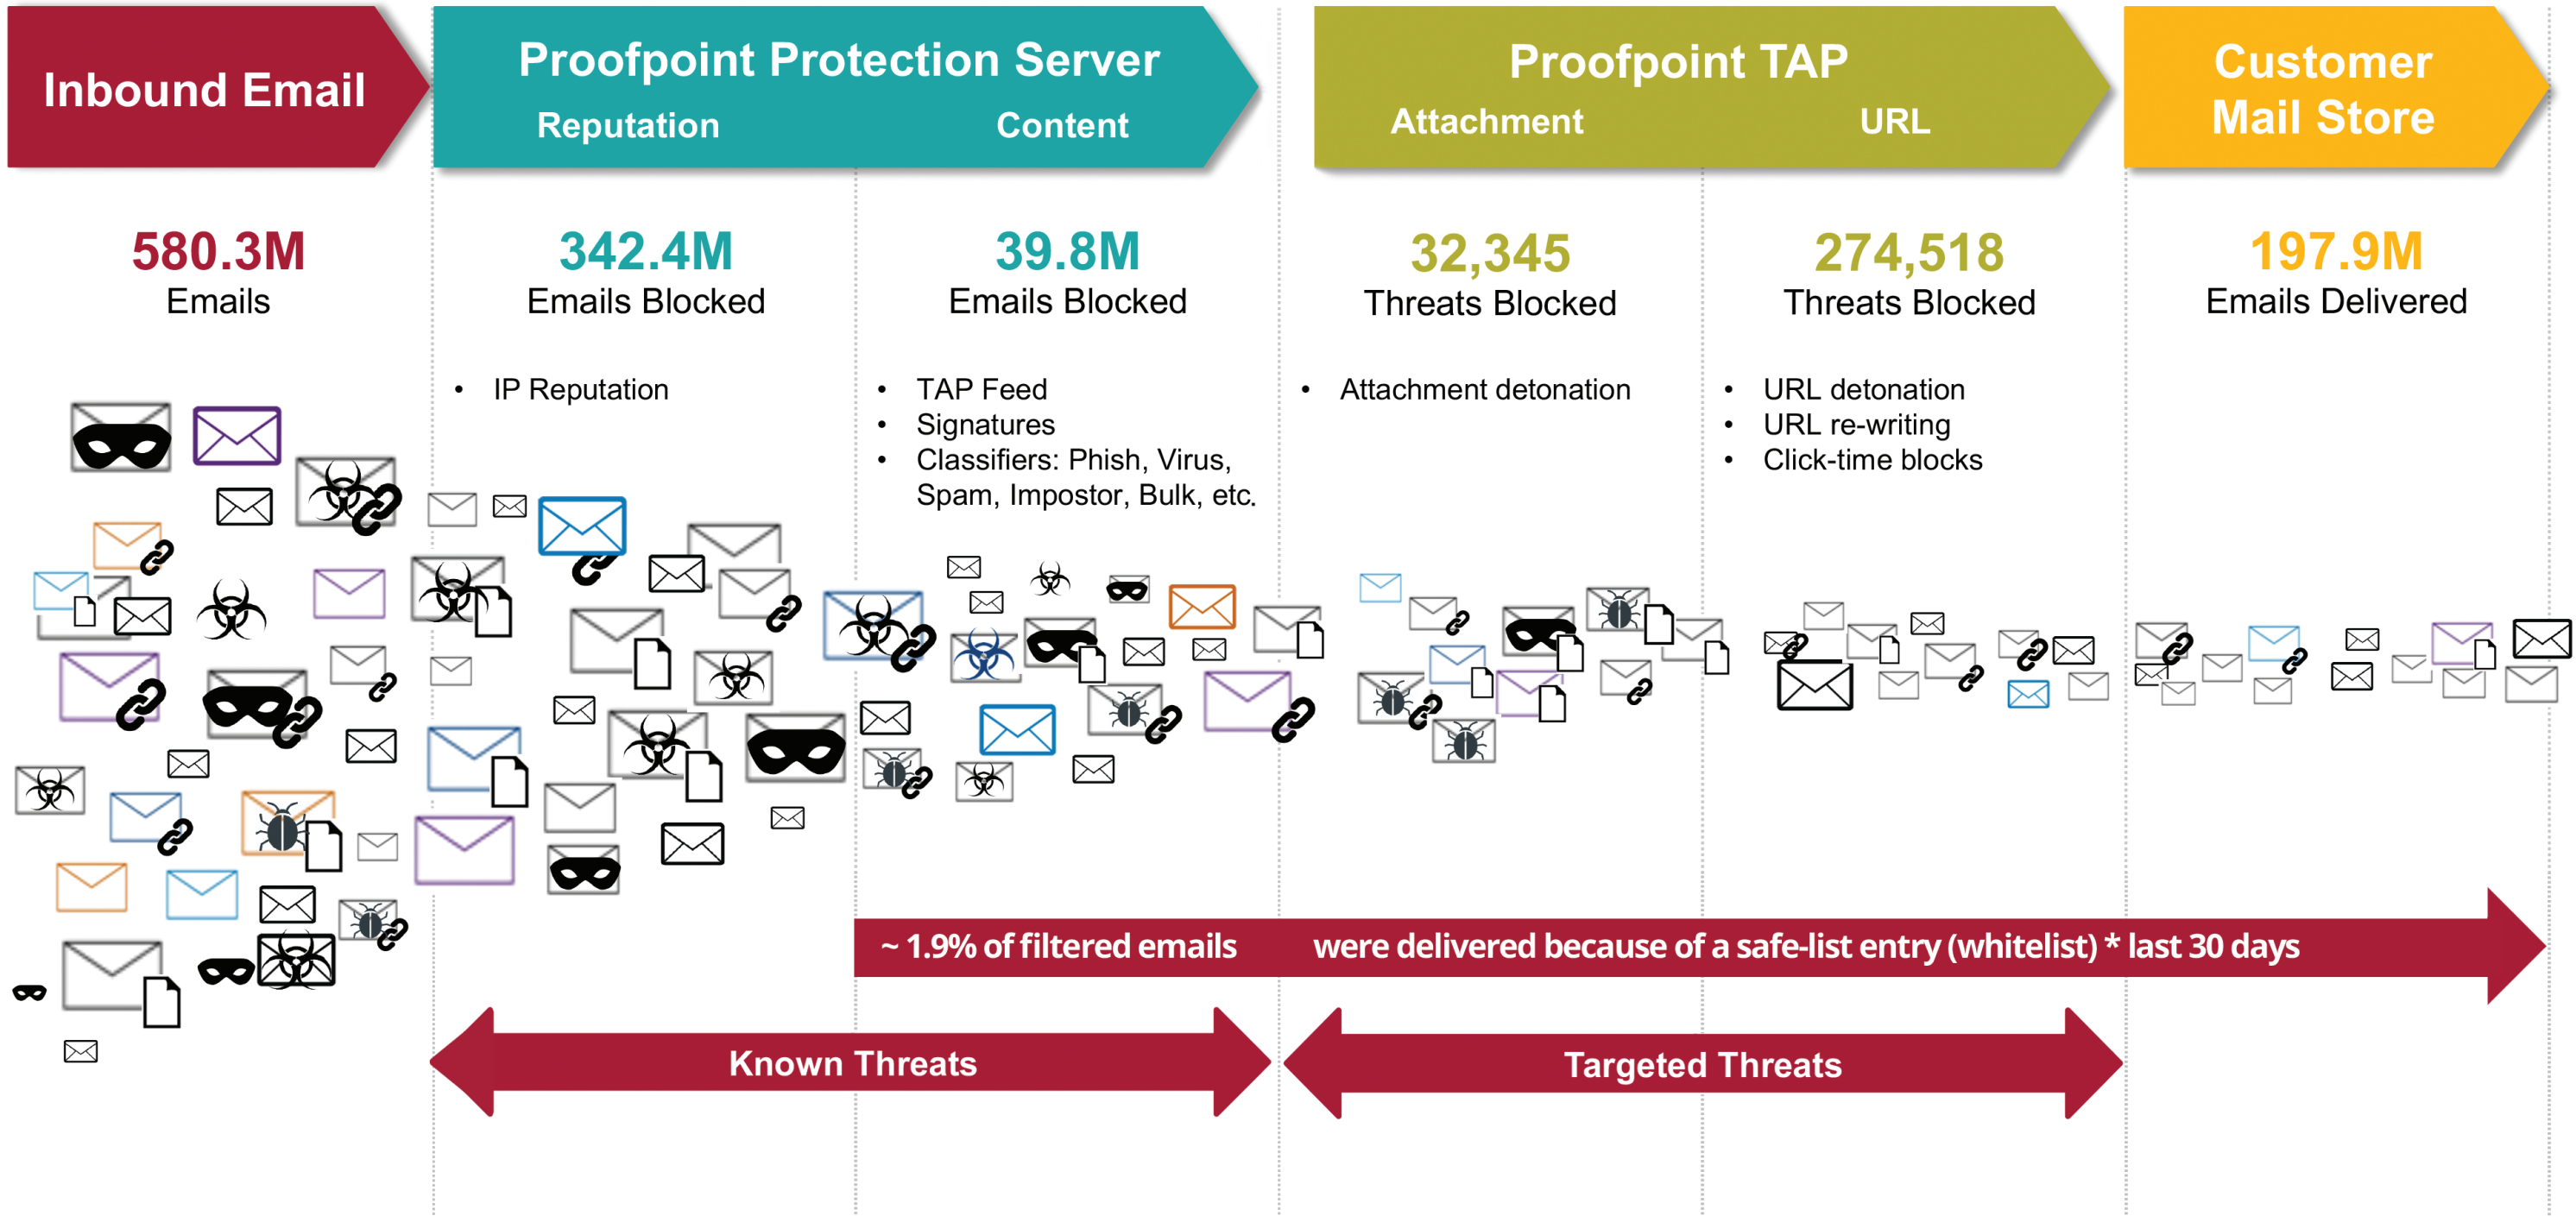 Inbound Email
Proofpoint Protection Server
Reputation
Content
Proofpoint TAP
Attachment
URL
Customer
Mail Store
580.3M
Emails
342.4M
Emails Blocked
39.8M
Emails Blocked
32,345
Threats Blocked
274,518
Threats Blocked
197.9M
Emails Delivered
• IP Reputation
• TAP Feed
• Signatures
• Classifiers: Phish, Virus,
Spam, Impostor, Bulk, etc.
• Attachment detonation
• URL detonation
• URL re-writing
• Click-time blocks
~ 1.9% of filtered emails were delivered because of a safe-list entry (whitelist) * last 30 days
Known Threats
Targeted Threats